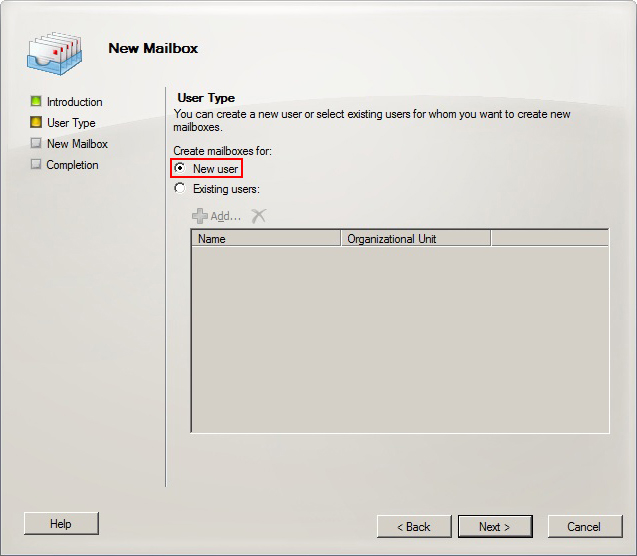 New Mailbox
Introduction
User Type
New Mailbox
Completion
User Type
You can create a new user or select existing users for whom you want to create new
mailboxes.
Create mailboxes for:
New user
Existing users:
Add...
Name Organizational Unit
Help
< Back Next > Cancel